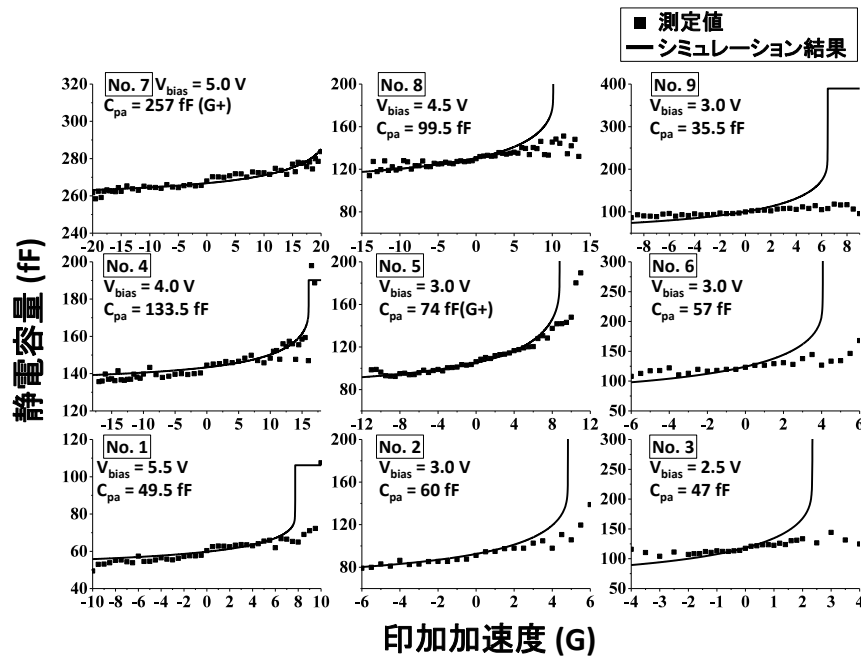 ■ 測定値
シミュレーション結果
静電容量 (fF)
No. 7 V_bias = 5.0 V
C_pa = 257 fF (G+)
320
300
280
260
240
-20 -15 -10 -5 0 5 10 15 20
No. 8
V_bias = 4.5 V
C_pa = 99.5 fF
200
160
120
80
-15 -10 -5 0 5 10 15
No. 9
V_bias = 3.0 V
C_pa = 35.5 fF
400
300
200
100
0
-8 -6 -4 -2 0 2 4 6 8
No. 4
V_bias = 4.0 V
C_pa = 133.5 fF
200
180
160
140
120
-15 -10 -5 0 5 10 15
No. 5
V_bias = 3.0 V
C_pa = 74 fF(G+)
200
150
100
50
-12 -8 -4 0 4 8 12
No. 6
V_bias = 3.0 V
C_pa = 57 fF
300
250
200
150
100
50
-6 -4 -2 0 2 4 6
No. 1
V_bias = 5.5 V
C_pa = 49.5 fF
120
100
80
60
40
-10 -8 -6 -4 -2 0 2 4 6 8 10
No. 2
V_bias = 3.0 V
C_pa = 60 fF
200
160
120
80
-6 -4 -2 0 2 4 6
No. 3
V_bias = 2.5 V
C_pa = 47 fF
300
250
200
150
100
50
-4 -3 -2 -1 0 1 2 3 4
印加加速度 (G)